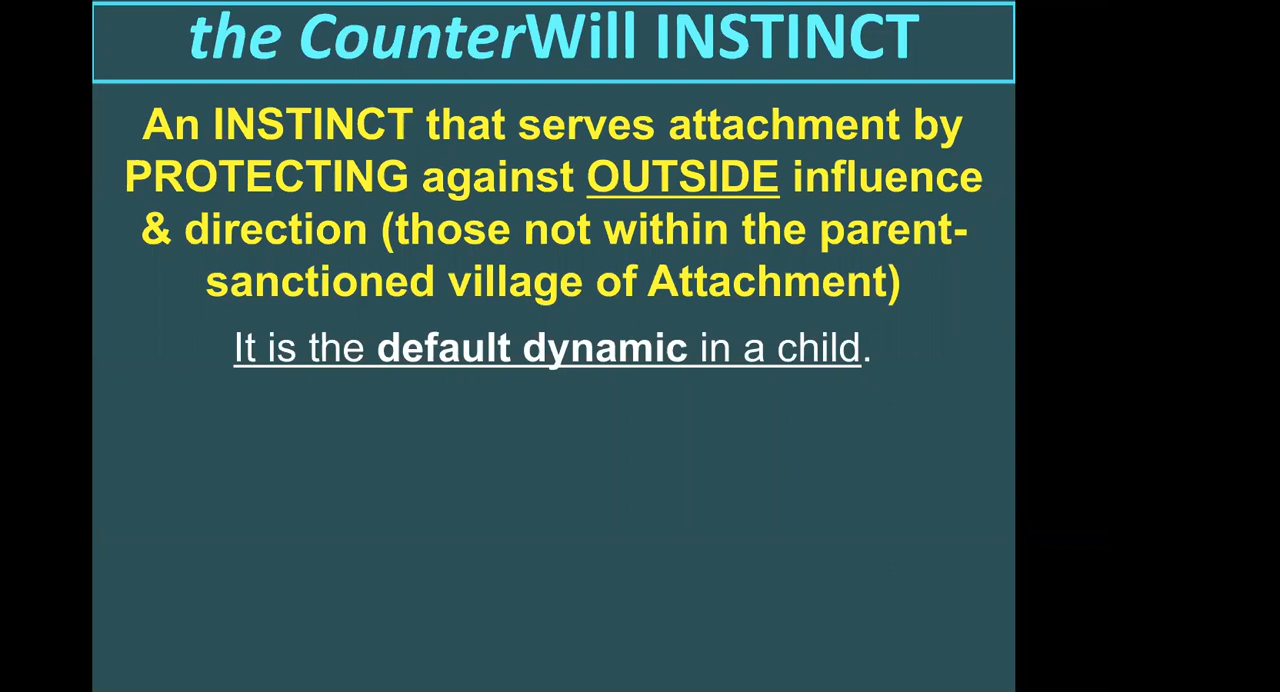 the CounterWill INSTINCT
An INSTINCT that serves attachment by
PROTECTING against OUTSIDE influence
& direction (those not within the parent-
sanctioned village of Attachment)
It is the default dynamic in a child.